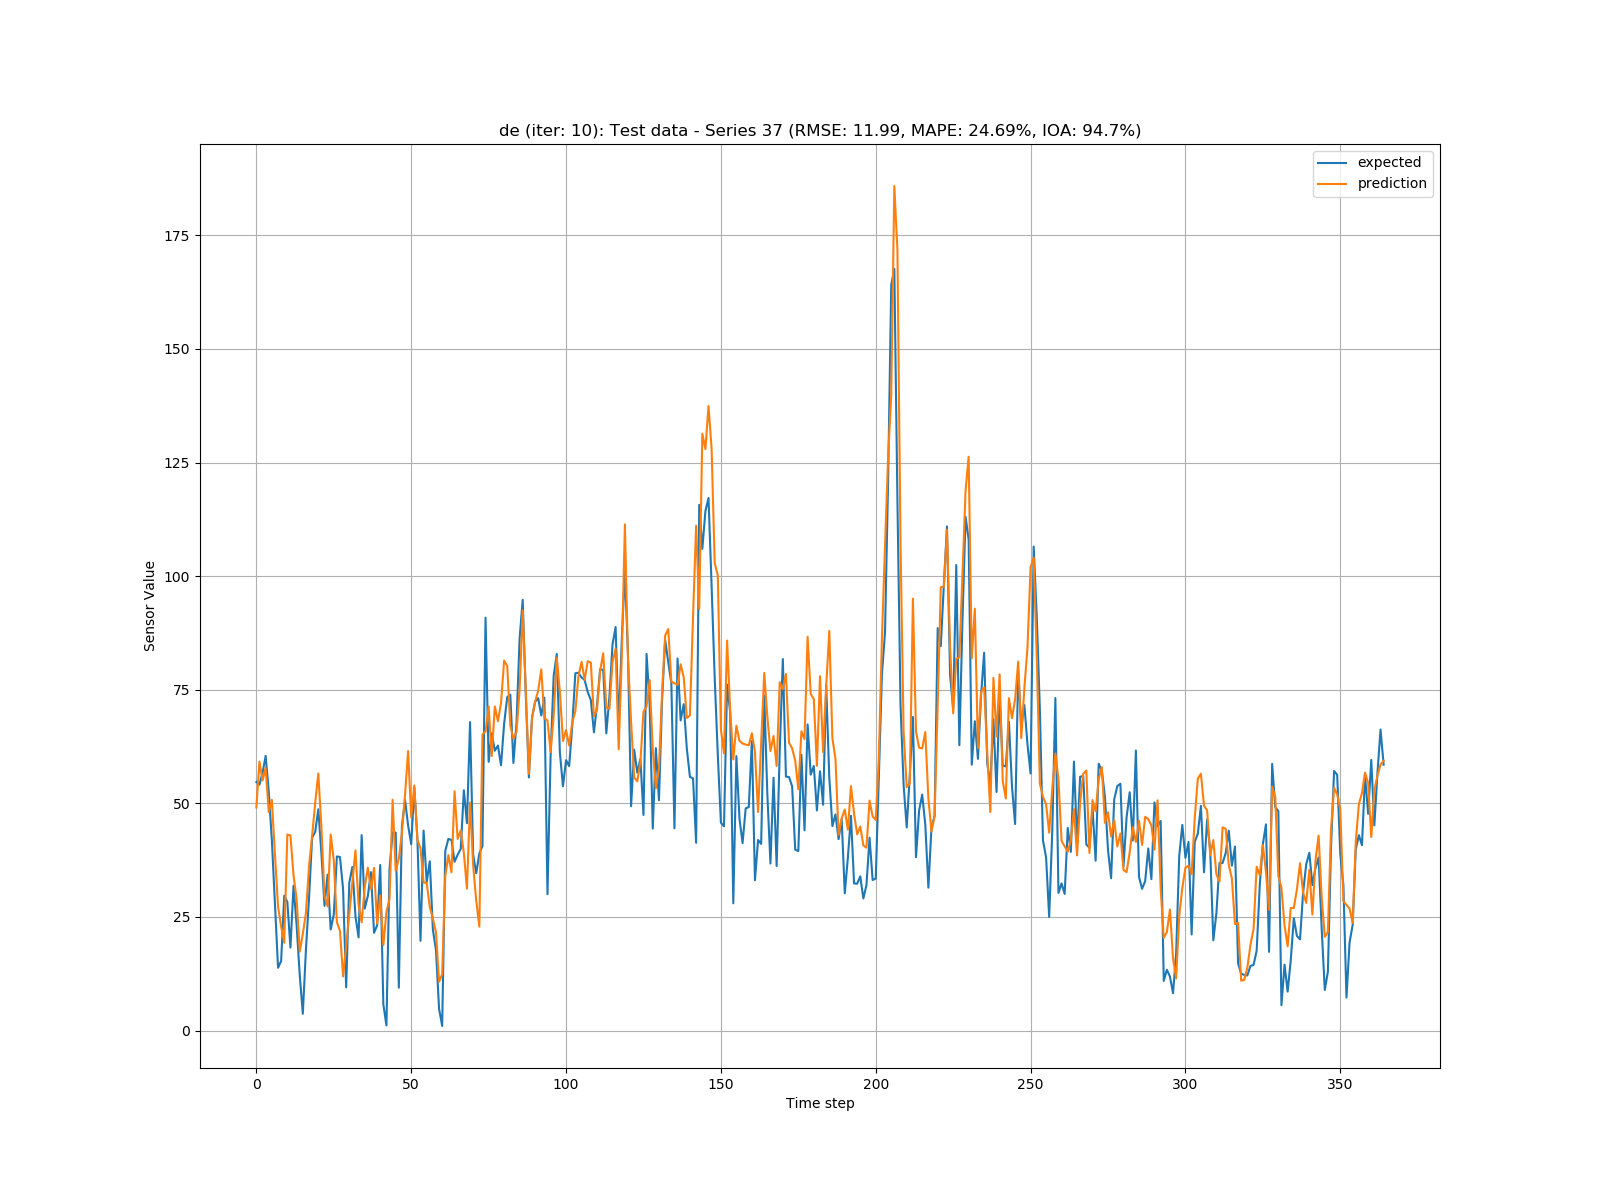 de (iter: 10): Test data - Series 37 (RMSE: 11.99, MAPE: 24.69%, IOA: 94.7%)
expected
prediction
175
150
125
100
75
50
25
0
Sensor Value
0 50 100 150 200 250 300 350
Time step